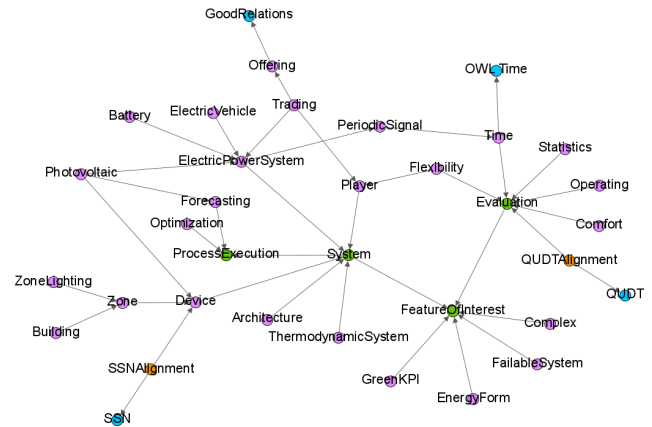 GoodRelations
Offering
OWL Time
Battery
ElectricVehicle
Trading
PeriodicSignal
Time
Statistics
Photovoltaic
ElectricPowerSystem
Flexibility
Player
Operating
Forecasting
Evaluation
Optimization
Comfort
ProcessExecution
System
QUDTAlignment
ZoneLighting
Zone
Device
QUDT
Building
Architecture
FeatureOfInterest
Complex
ThermodynamicSystem
SSNAlignment
FailableSystem
GreenKPI
EnergyForm
SSN